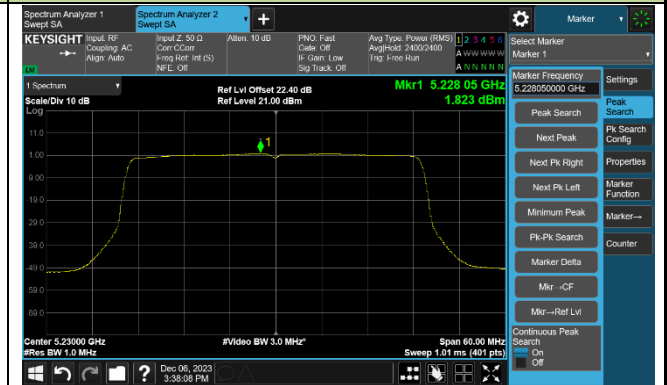 Spectrum Analyzer 1
Swept SA
Spectrum Analyzer 2
Swept SA
+
Marker
KEYSIGHT
Input: RF
Coupling: AC
Align: Auto
Input Z: 50 Ω
Corr CCorr
Freq Ref: Int (S)
NFE: Off
Atten: 10 dB
PNO: Fast
Gate: Off
IF Gain: Low
Sig Track: Off
Avg Type: Power (RMS)
Avg|Hold: 2400/2400
Trig: Free Run
1 2 3 4 5 6
A W W W W W
A N N N N N
Select Marker
Marker 1
1 Spectrum
Scale/Div 10 dB
Log
Ref Lvl Offset 22.40 dB
Ref Level 21.00 dBm
Mkr1 5.228 05 GHz
1.823 dBm
11.0
1.00
-9.00
-19.0
-29.0
-39.0
-49.0
-59.0
-69.0
1
Center 5.23000 GHz
#Res BW 1.0 MHz
#Video BW 3.0 MHz*
Span 60.00 MHz
Sweep 1.01 ms (401 pts)
Marker Frequency
5.228050000 GHz
Peak Search
Next Peak
Next Pk Right
Next Pk Left
Minimum Peak
Pk-Pk Search
Marker Delta
Mkr→CF
Mkr→Ref Lvl
Continuous Peak
Search
On
Off
Settings
Peak
Search
Pk Search
Config
Properties
Marker
Function
Marker→
Counter
?
Dec 06, 2023
3:38:08 PM